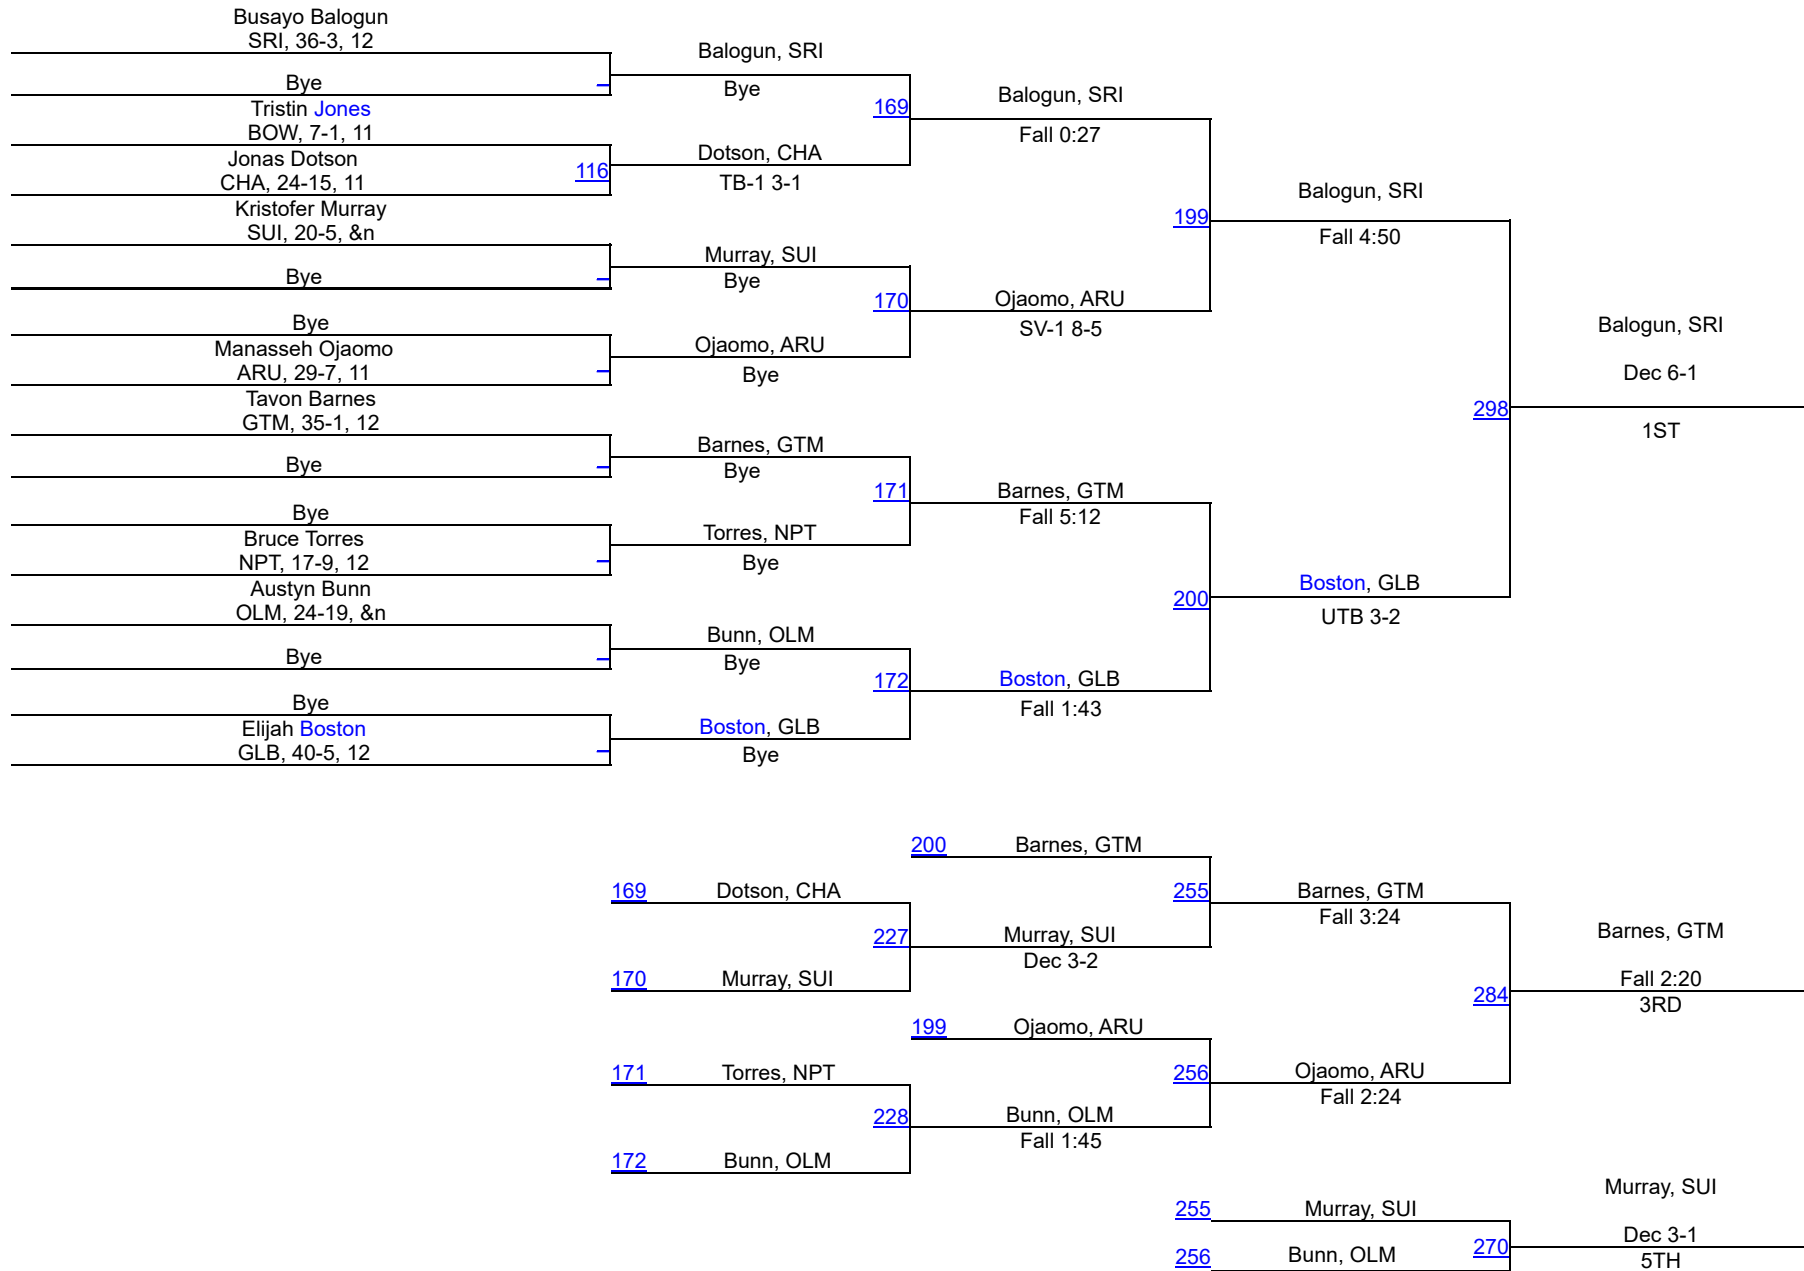 Busayo Balogun
SRI, 36-3, 12
Bye
Tristin Jones
BOW, 7-1, 11
Jonas Dotson
CHA, 24-15, 11
116
Kristofer Murray
SUI, 20-5, &n
Bye
Bye
Manasseh Ojaomo
ARU, 29-7, 11
Tavon Barnes
GTM, 35-1, 12
Bye
Bye
Bruce Torres
NPT, 17-9, 12
Austyn Bunn
OLM, 24-19, &n
Bye
Bye
Elijah Boston
GLB, 40-5, 12
Balogun, SRI
Bye
169
Dotson, CHA
TB-1 3-1
Murray, SUI
Bye
170
Ojaomo, ARU
Bye
Barnes, GTM
Bye
171
Torres, NPT
Bye
Bunn, OLM
Bye
172
Boston, GLB
Bye
Balogun, SRI
Fall 0:27
199
Ojaomo, ARU
SV-1 8-5
Barnes, GTM
Fall 5:12
200
Boston, GLB
Fall 1:43
Balogun, SRI
Fall 4:50
298
Boston, GLB
UTB 3-2
Balogun, SRI
Dec 6-1
1ST
169 Dotson, CHA
227
170 Murray, SUI
171 Torres, NPT
228
172 Bunn, OLM
200 Barnes, GTM
255
Murray, SUI
Dec 3-2
199 Ojaomo, ARU
256
Bunn, OLM
Fall 1:45
Barnes, GTM
Fall 3:24
284
Ojaomo, ARU
Fall 2:24
Barnes, GTM
Fall 2:20
3RD
255 Murray, SUI
256 Bunn, OLM
270
Murray, SUI
Dec 3-1
5TH